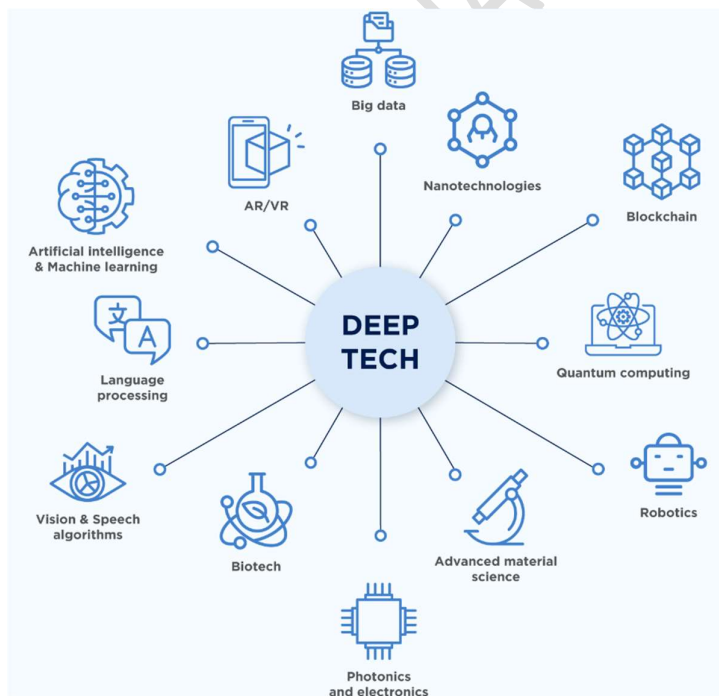 Big data
Nanotechnologies
Blockchain
AR/VR
Artificial intelligence
& Machine learning
DEEP
TECH
文
A
Language
processing
Quantum computing
Vision & Speech
algorithms
Biotech
Advanced material
science
Robotics
Photonics
and electronics